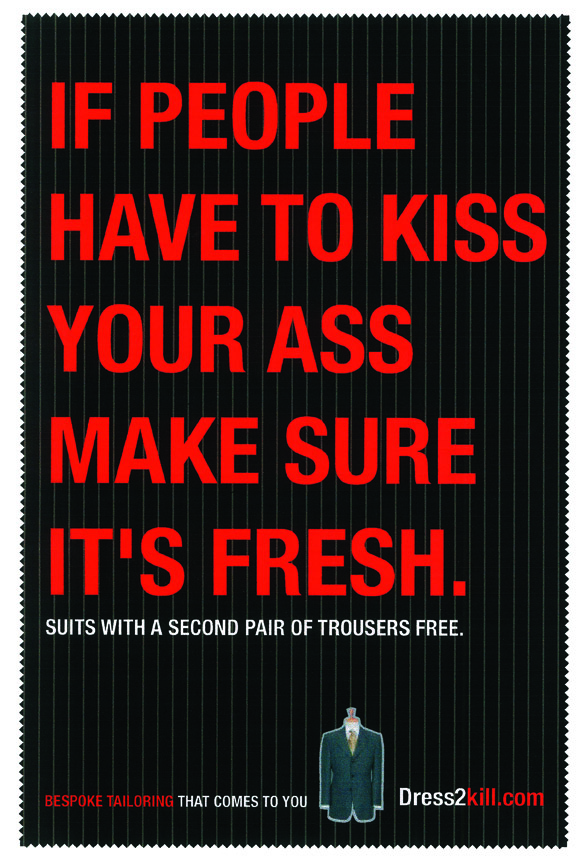 IF PEOPLE
HAVE TO KISS
YOUR ASS
MAKE SURE
IT'S FRESH.
SUITS WITH A SECOND PAIR OF TROUSERS FREE.
BESPOKE TAILORING THAT COMES TO YOU
Dress2kill.com